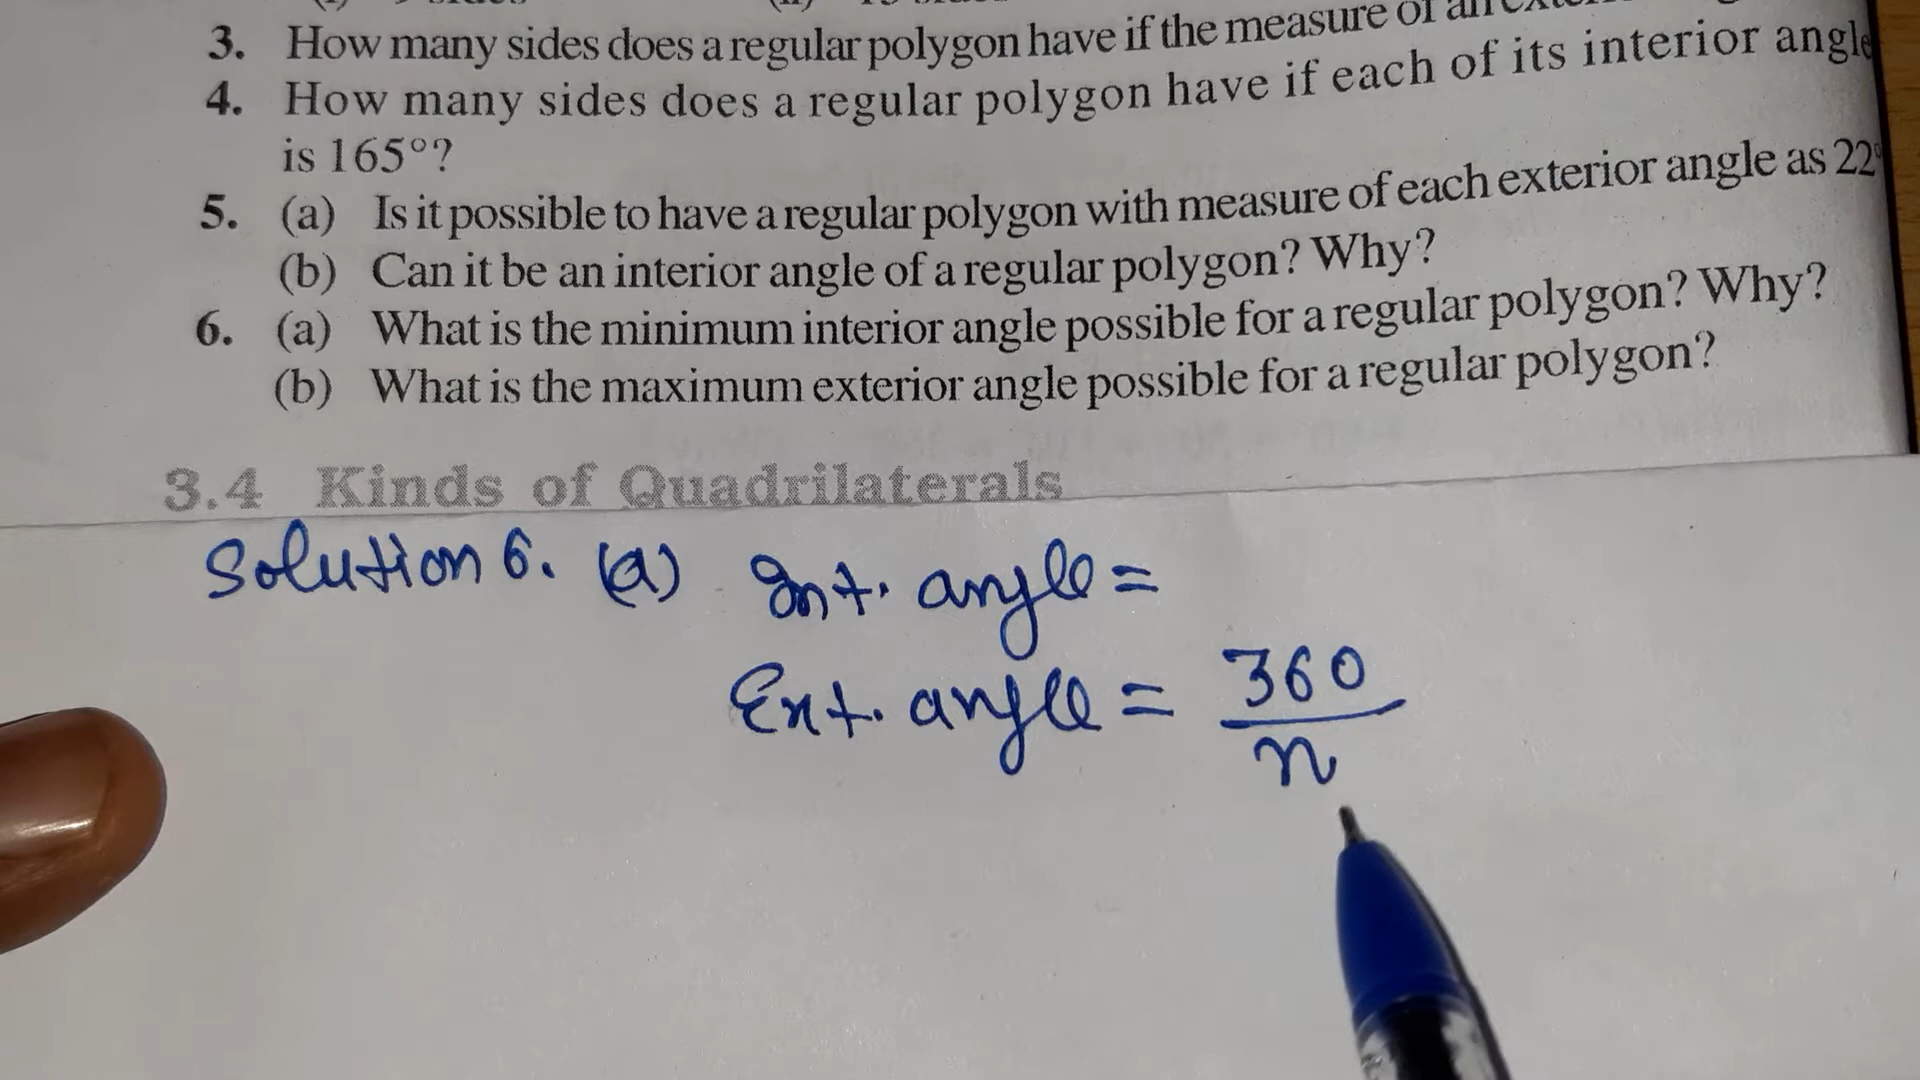 3. How many sides does a regular polygon have if the measure of an
4. How many sides does a regular polygon have if each of its interior angle
is 165°?
5. (a) Is it possible to have a regular polygon with measure of each exterior angle as 22°
(b) Can it be an interior angle of a regular polygon? Why?
6. (a) What is the minimum interior angle possible for a regular polygon? Why?
(b) What is the maximum exterior angle possible for a regular polygon?
3.4 Kinds of Quadrilaterals
Solution 6. (a) Int. angle =
Ext. angle = 360
n